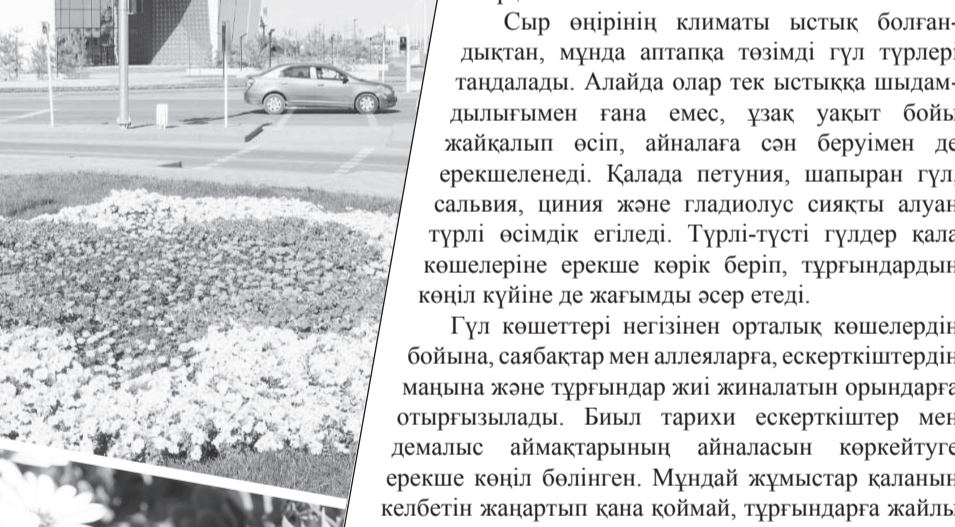 Сыр өңірінің климаты ыстық болған-
дықтан, мұнда аптапқа төзімді гүл түрлері
таңдалады. Алайда олар тек ыстыққа шыдам-
дылығымен ғана емес, ұзақ уақыт бойы
жайқалып өсіп, айналаға сән беруімен де
ерекшеленеді. Қалада петуния, шапыран гүл,
сальвия, циния және гладиолус сияқты алуан
түрлі өсімдік егіледі. Түрлі-түсті гүлдер қала
көшелеріне ерекше көрік беріп, тұрғындардың
көңіл күйіне де жағымды әсер етеді.
Гүл көшеттері негізінен орталық көшелердің
бойына, саябақтар мен аллеяларға, ескерткіштердің
маңына және тұрғындар жиі жиналатын орындарға
отырғызылады. Биыл тарихи ескерткіштер мен
демалыс аймақтарының айналасын көркейтуге
ерекше көңіл бөлінген. Мұндай жұмыстар қаланың
келбетін жаңартып қана қоймай, тұрғындарға жайлы